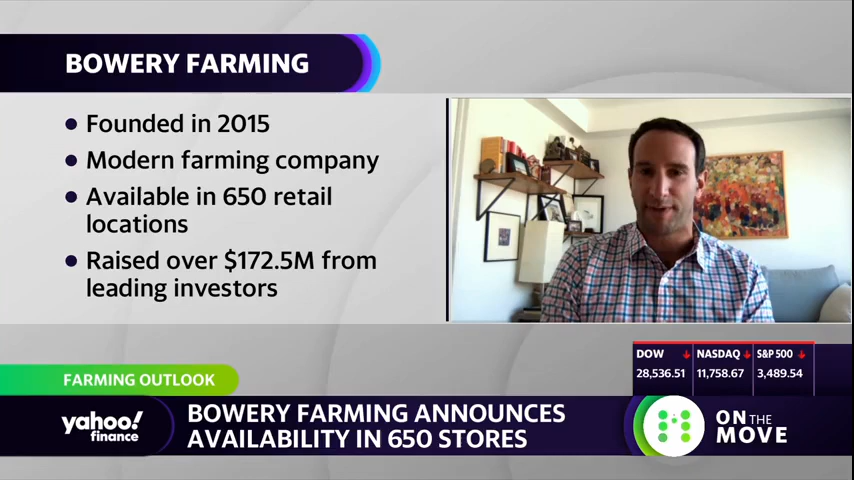 BOWERY FARMING
• Founded in 2015
• Modern farming company
• Available in 650 retail
locations
• Raised over $172.5M from
leading investors
FARMING OUTLOOK
DOW
28,536.51
NASDAQ
11,758.67
S&P 500
3,489.54
yahoo!
finance
BOWERY FARMING ANNOUNCES
AVAILABILITY IN 650 STORES
ON THE
MOVE